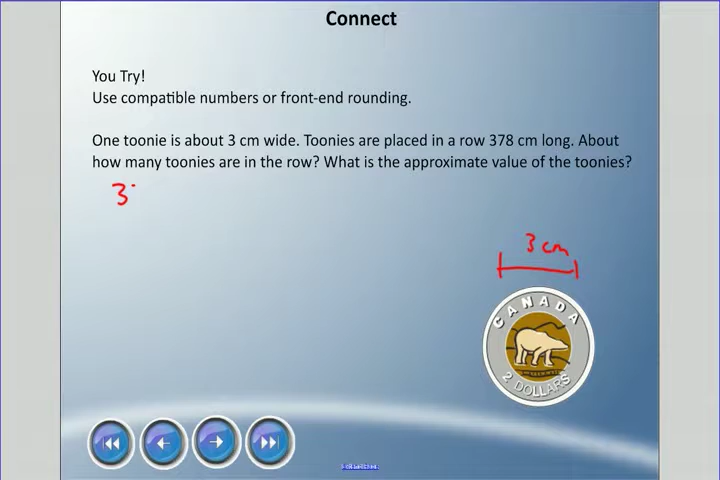 Connect
You Try!
Use compatible numbers or front-end rounding.
One toonie is about 3 cm wide. Toonies are placed in a row 378 cm long. About
how many toonies are in the row? What is the approximate value of the toonies?
3
3 cm
CANADA
2 DOLLARS